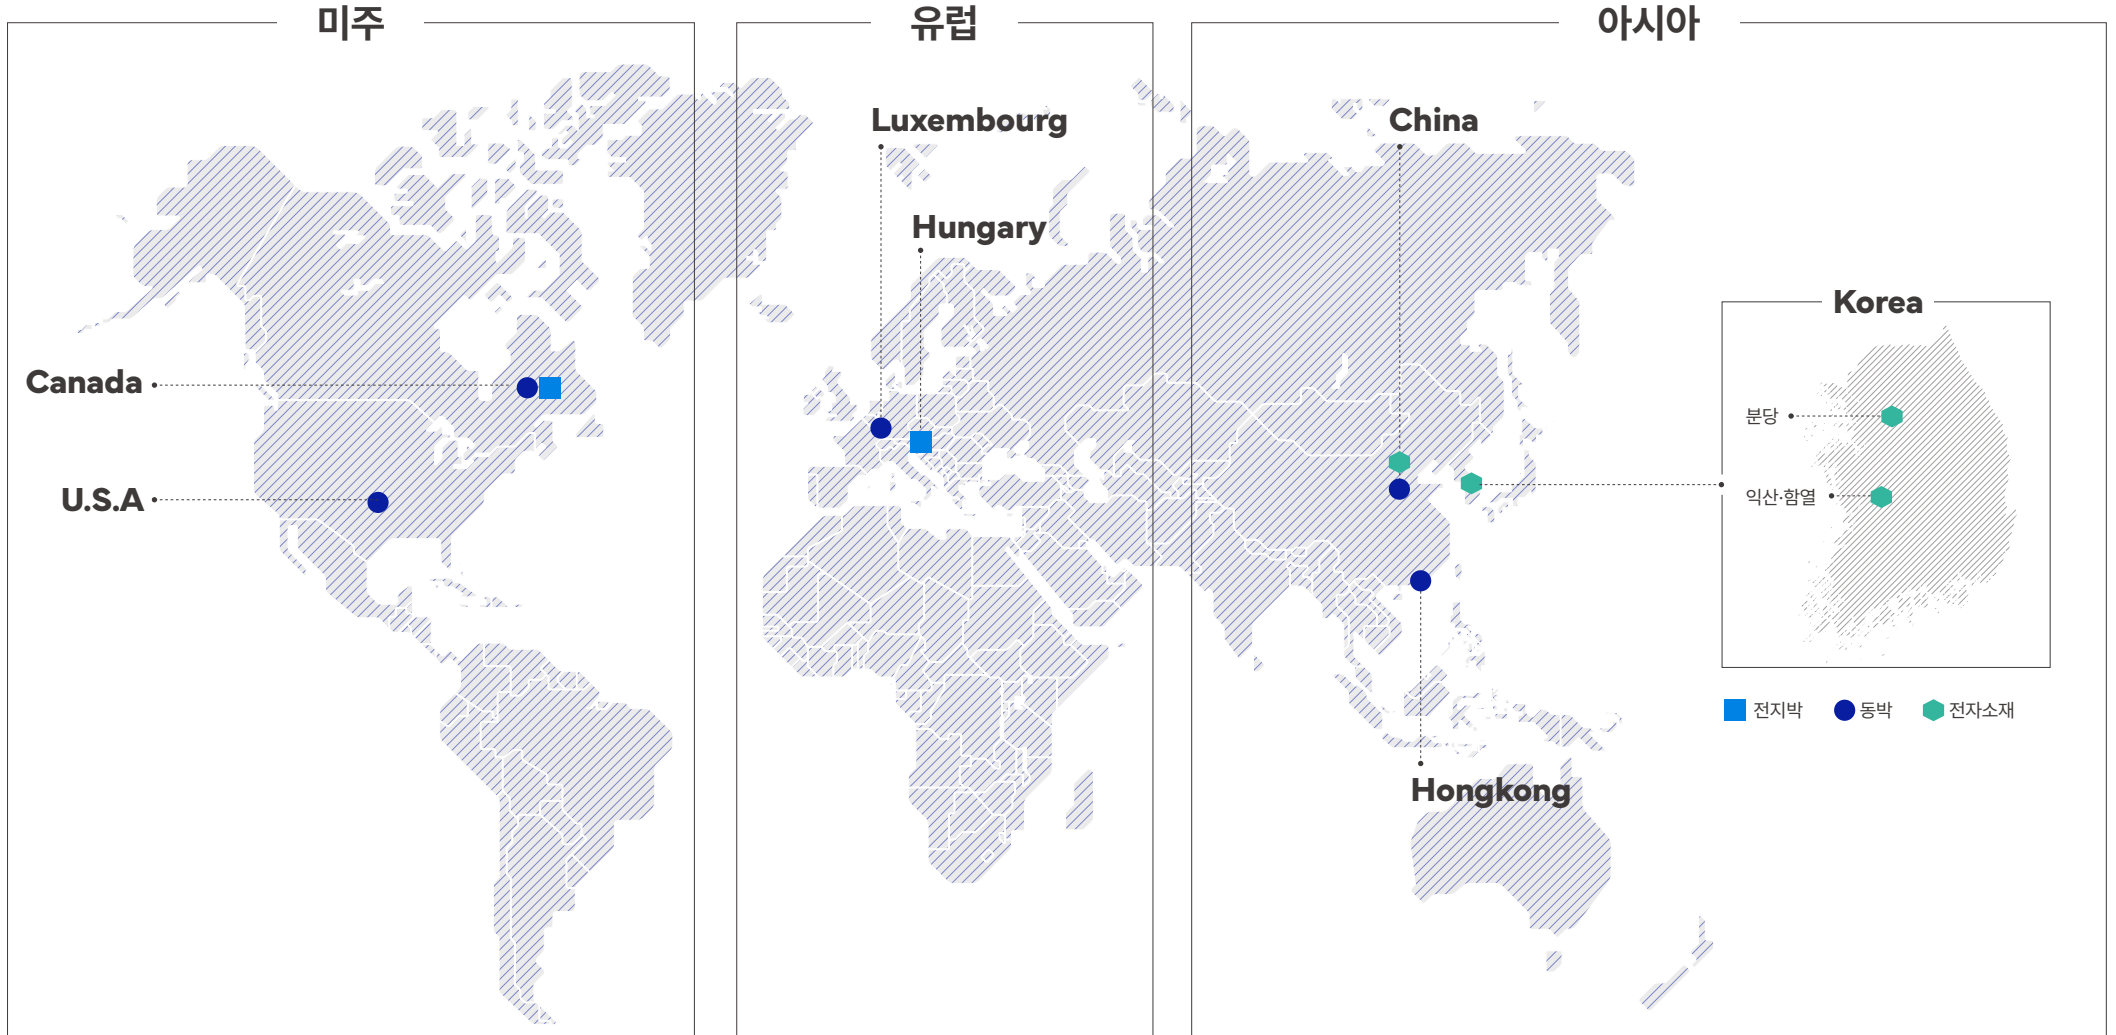 미주
유럽
아시아
Luxembourg
China
Hungary
Korea
Canada
분당
U.S.A
익산·함열
전지박
동박
전자소재
Hongkong